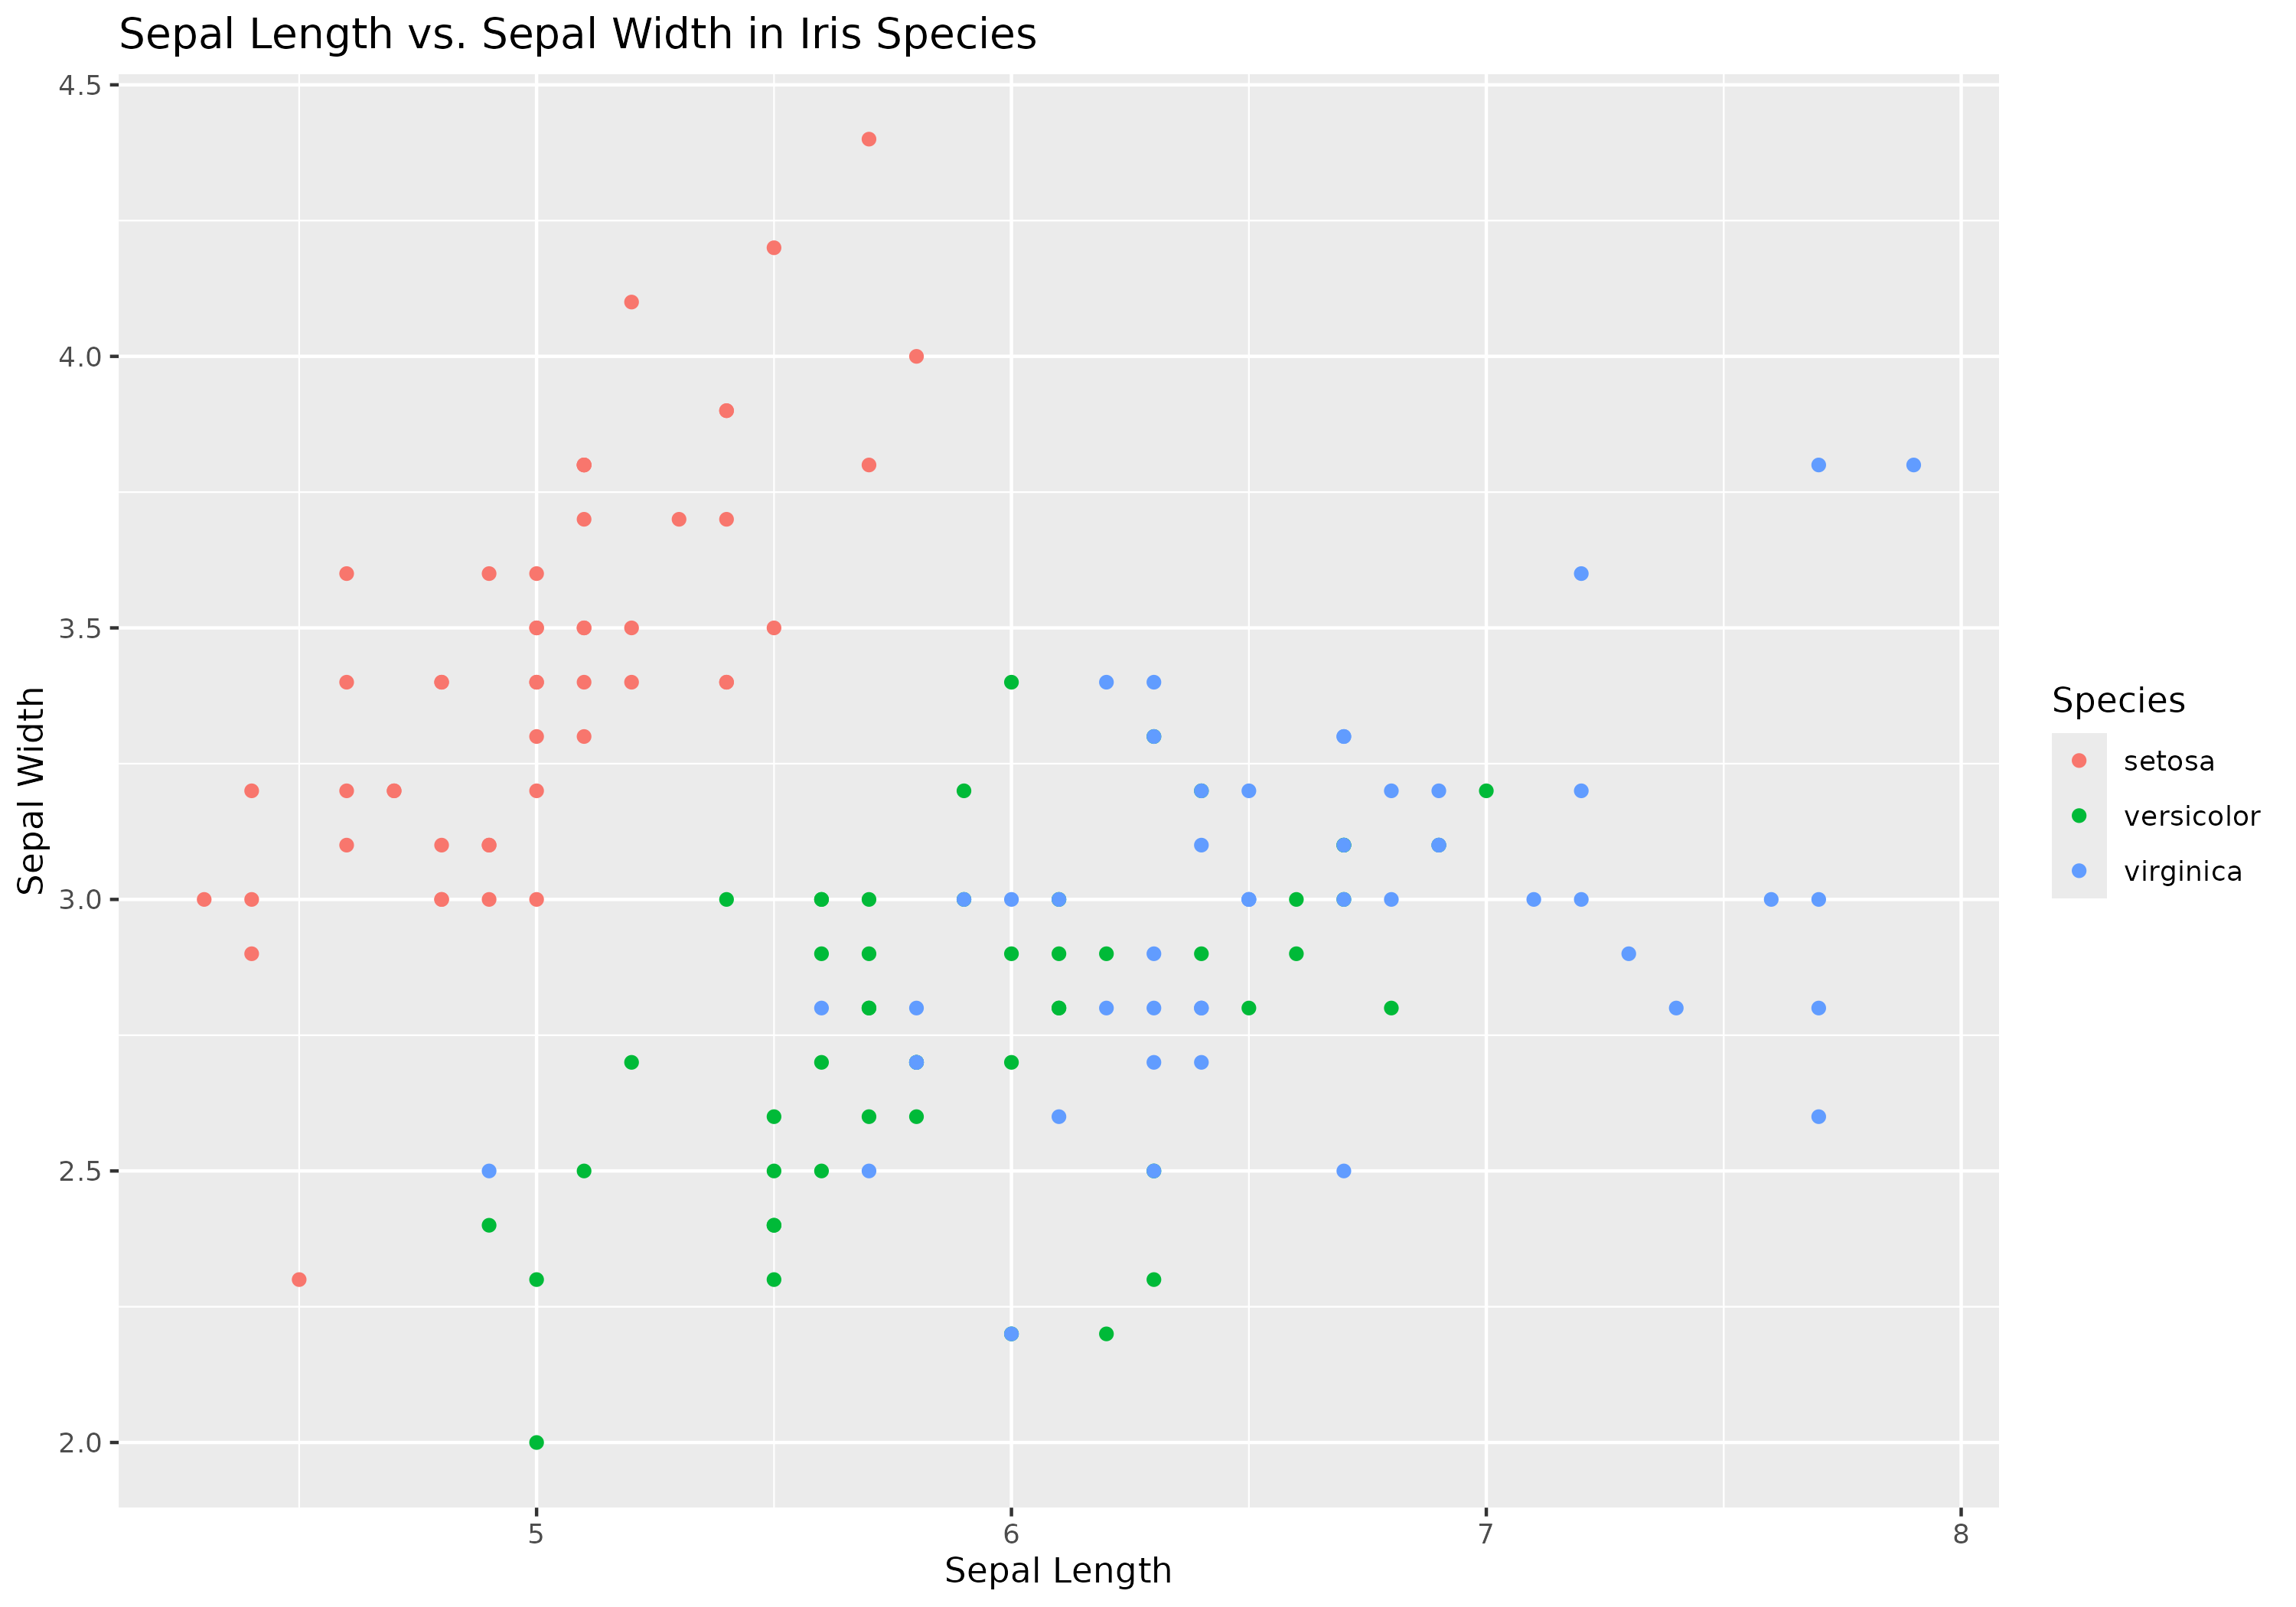 Sepal Length vs. Sepal Width in Iris Species
4.5
4.0
3.5
3.0
2.5
2.0
Sepal Width
5 6 7 8
Sepal Length
Species
setosa
versicolor
virginica